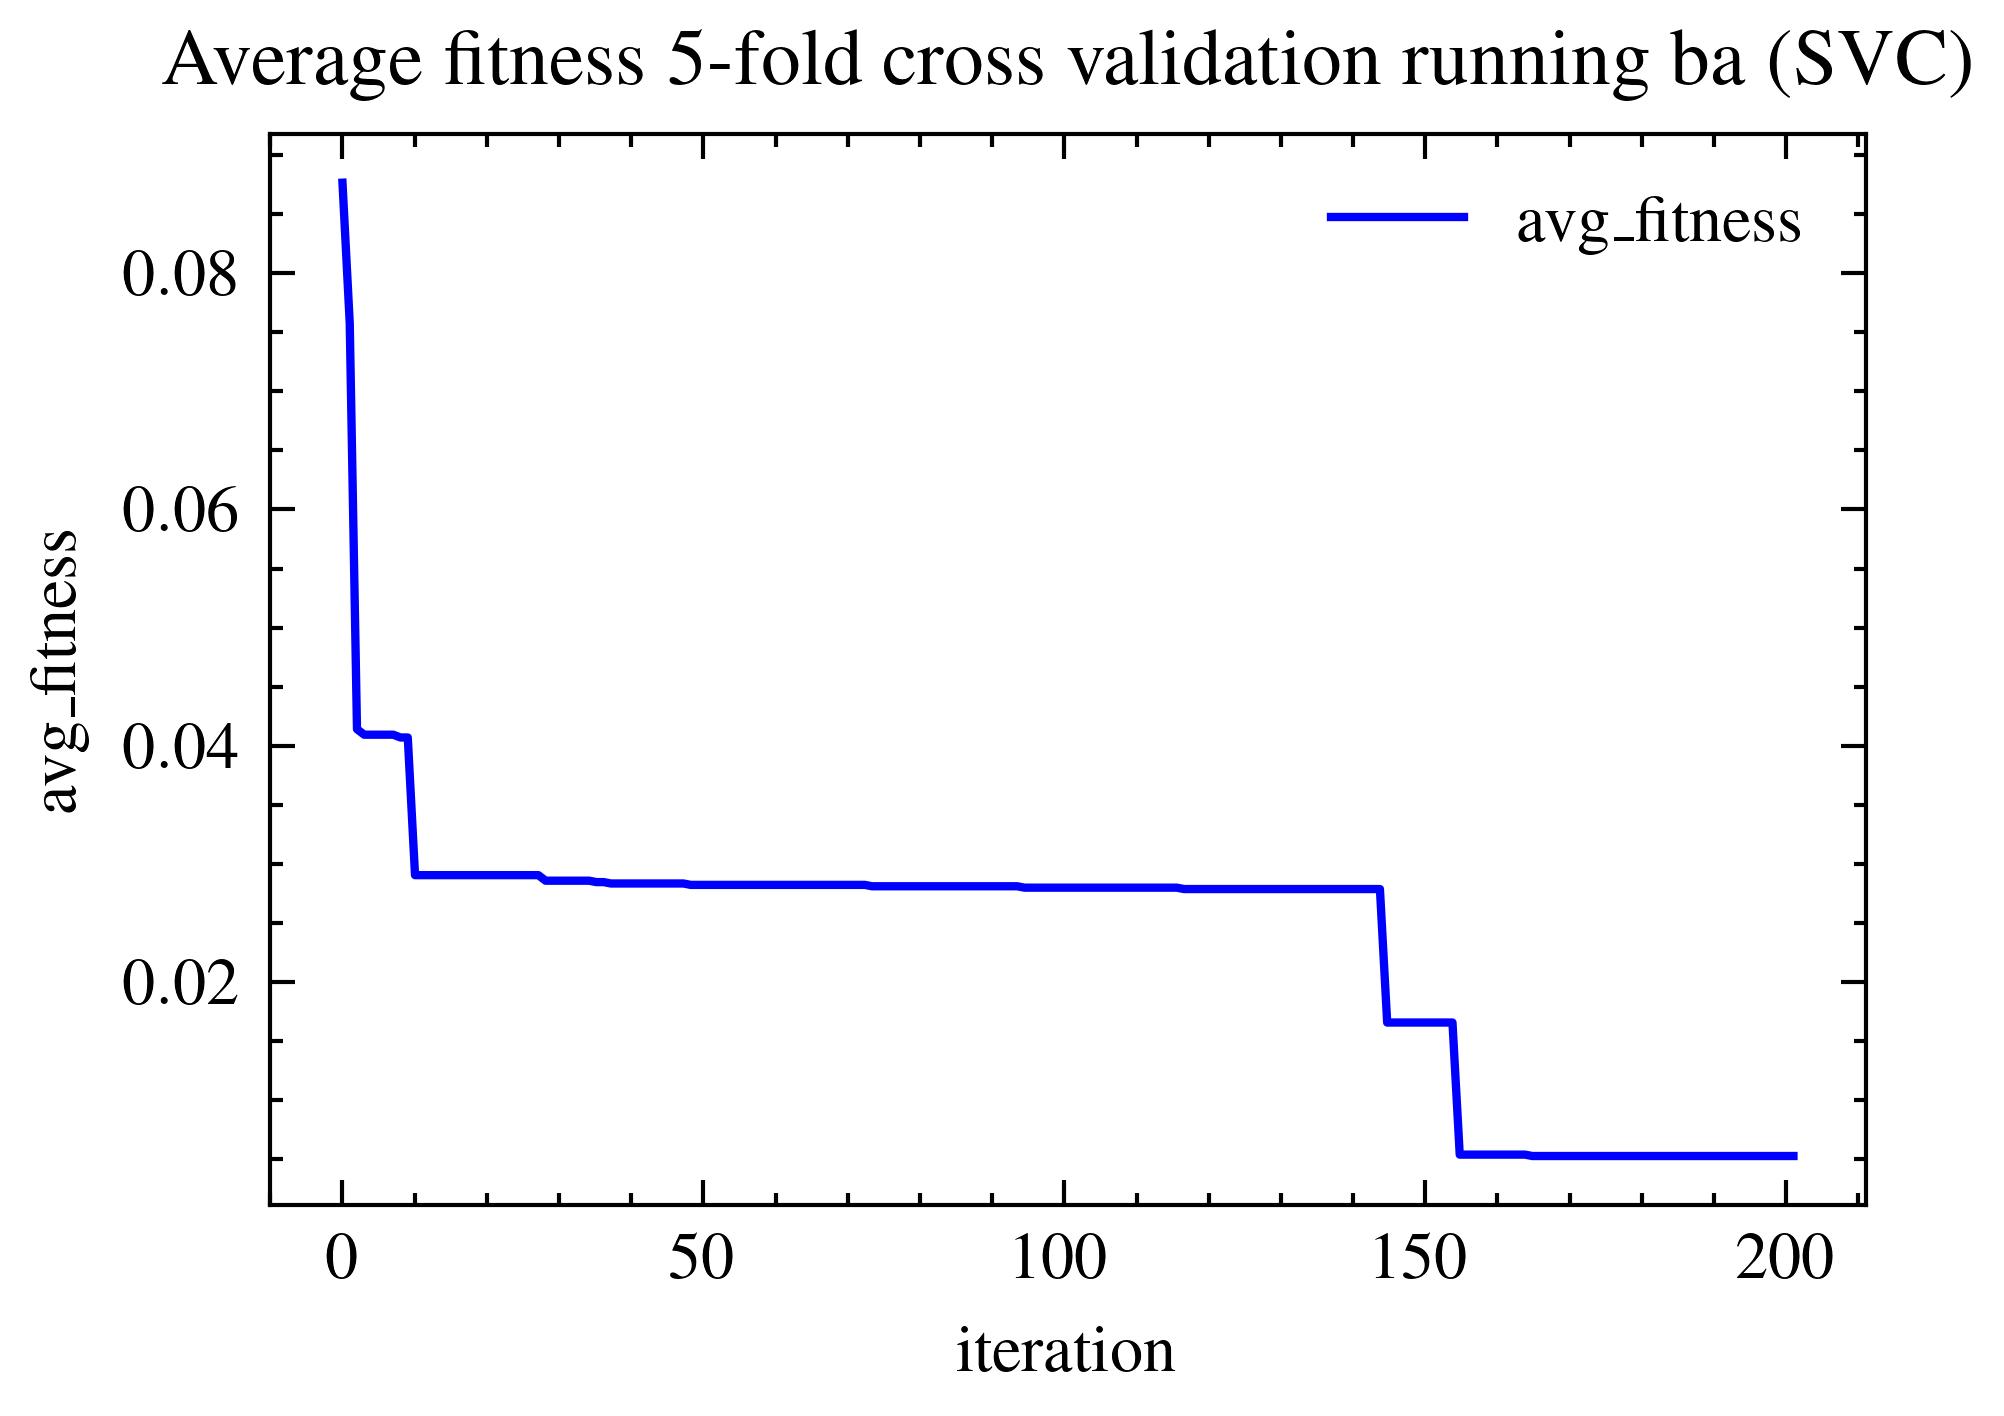 Average fitness 5-fold cross validation running ba (SVC)
avg_fitness
0.08
0.06
0.04
0.02
avg_fitness
0 50 100 150 200
iteration